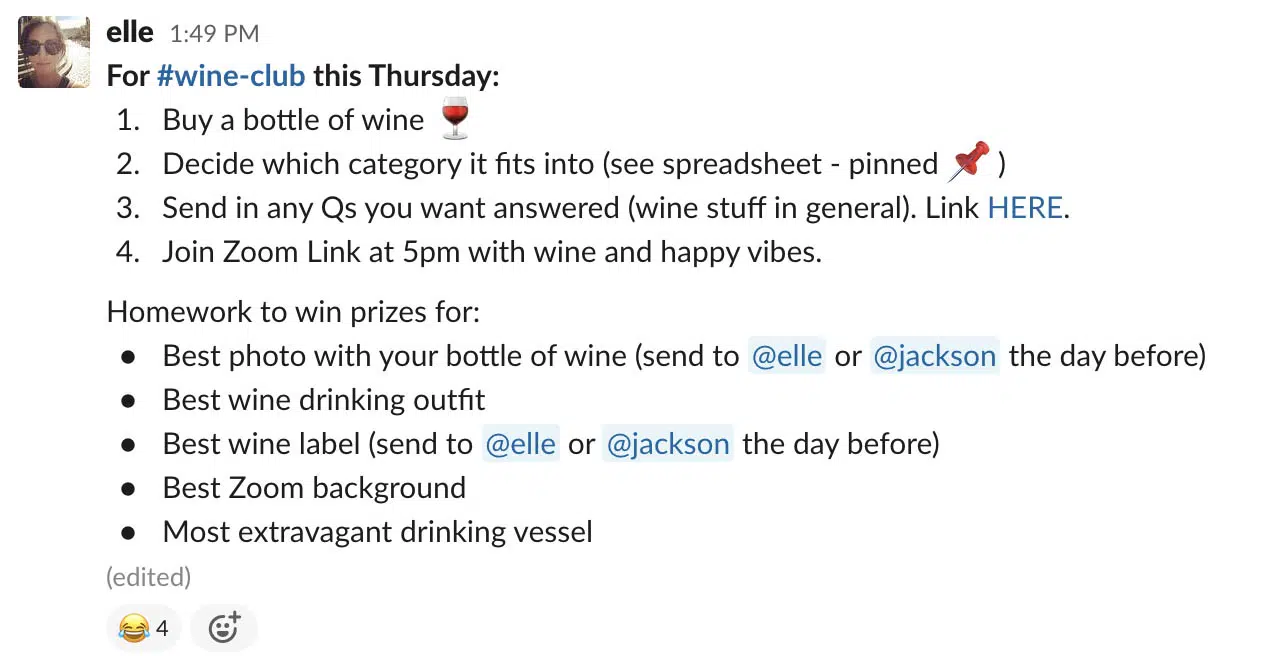 elle 1:49 PM
For #wine-club this Thursday:
1. Buy a bottle of wine 🍷
2. Decide which category it fits into (see spreadsheet - pinned 📌 )
3. Send in any Qs you want answered (wine stuff in general). Link HERE.
4. Join Zoom Link at 5pm with wine and happy vibes.
Homework to win prizes for:
● Best photo with your bottle of wine (send to @elle or @jackson the day before)
● Best wine drinking outfit
● Best wine label (send to @elle or @jackson the day before)
● Best Zoom background
● Most extravagant drinking vessel
(edited)
😂 4